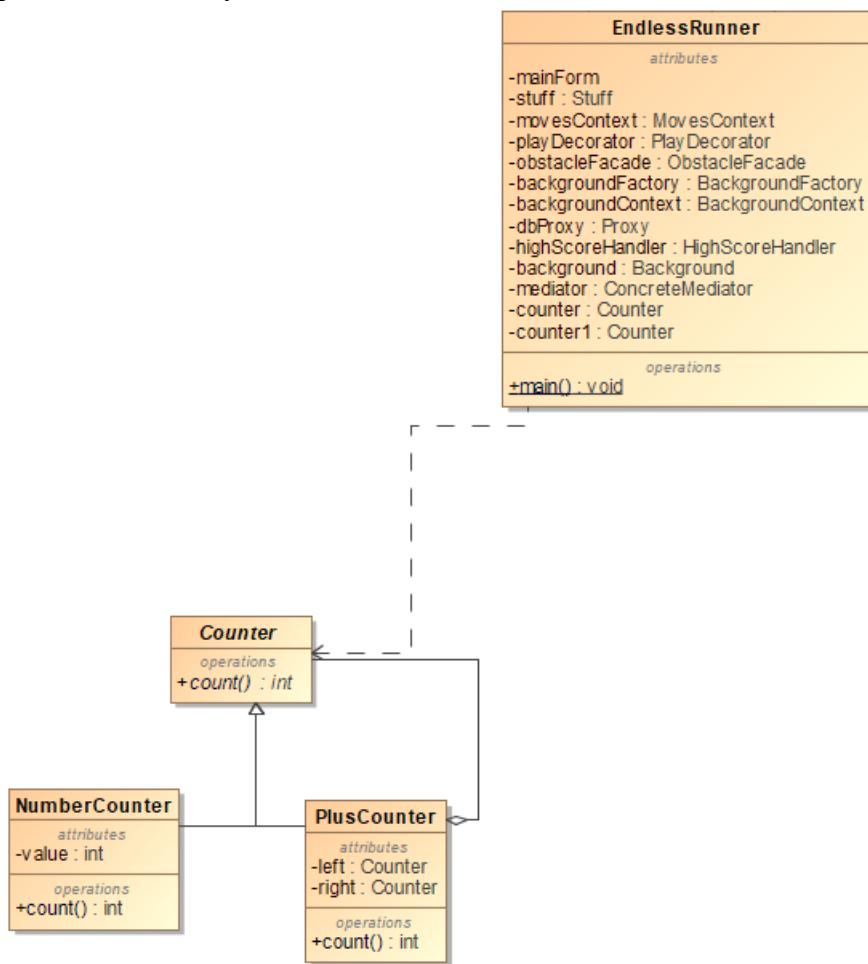 EndlessRunner
attributes
-mainForm
-stuff : Stuff
-movesContext : MovesContext
-playDecorator : PlayDecorator
-obstacleFacade : ObstacleFacade
-backgroundFactory : BackgroundFactory
-backgroundContext : BackgroundContext
-dbProxy : Proxy
-highScoreHandler : HighScoreHandler
-background : Background
-mediator : ConcreteMediator
-counter : Counter
-counter1 : Counter
operations
+main() : void
Counter
operations
+count() : int
NumberCounter
attributes
-value : int
operations
+count() : int
PlusCounter
attributes
-left : Counter
-right : Counter
operations
+count() : int